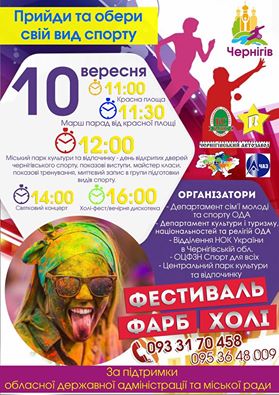 Прийди та обери
свій вид спорту
Чернігів
10 вересня
11:00
Красна площа
11:30
Марш порад від красної площі
12:00
Міський парк культури та відпочинку - день відкритих дверей
чернігівського спорту, показові виступи, майстер класи,
показові тренування, миттєвий запис в групи підготовки
видів спорту.
14:00
Святковий концерт
16:00
Холі-фест/вечірня дискотека
ЧЕРНІГІВСЬКИЙ АВТОЗАВОД
ЧАЗ
ОРГАНІЗАТОРИ
- Департамент сім'ї молоді
та спорту ОДА
- Департамент культури і туризму,
національностей та релігій ОДА
- Відділення НОК України
в Чернігівській обл.
- ОЦФЗН Спорт для всіх
- Центральний парк культури
та відпочинку
ФЕСТИВАЛЬ
ФАРБ ХОЛІ
093 31 70 458
095 36 48 009
За підтримки
обласної державної адміністрації та міської ради